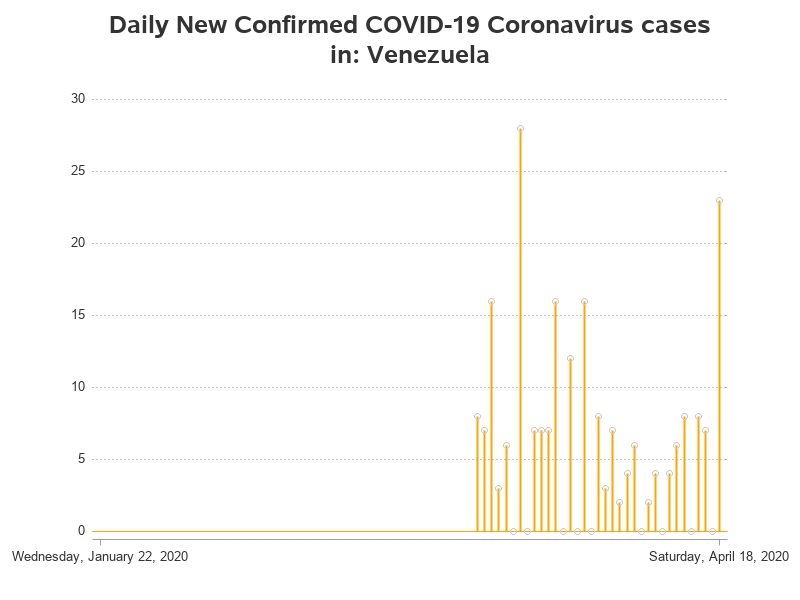 Daily New Confirmed COVID-19 Coronavirus cases
in: Venezuela
30
25
20
15
10
5
0
Wednesday, January 22, 2020
Saturday, April 18, 2020